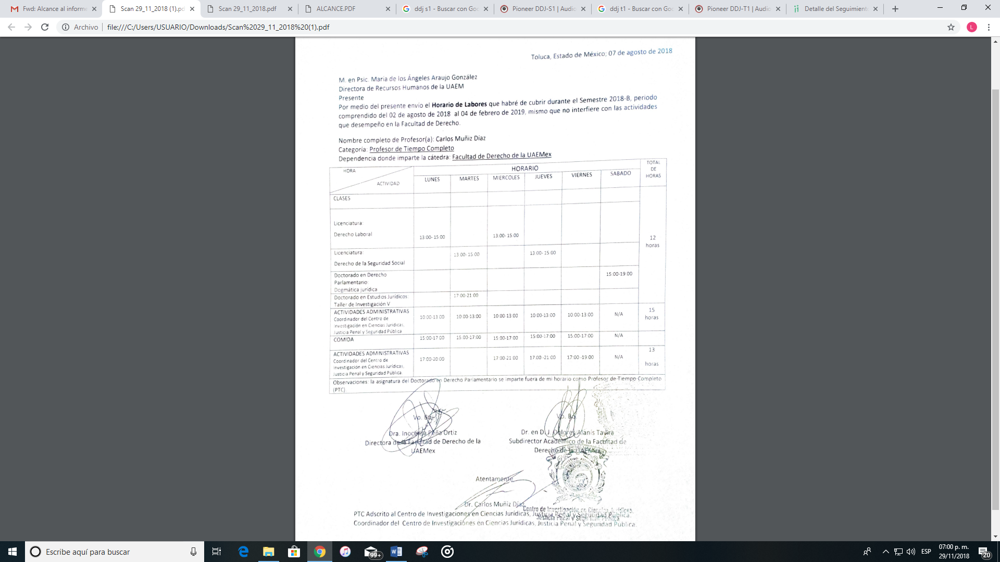 Fwd: Alcance al informe
Scan 29_11_2018 (1).pd
Scan 29_11_2018.pdf
ALCANCE.PDF
ddj s1 - Buscar con Goo
Pioneer DDJ-S1 | Audio
ddj t1 - Buscar con Goo
Pioneer DDJ-T1 | Audio
Detalle del Seguimient
Archivo file:///C:/Users/USUARIO/Downloads/Scan%2029_11_2018%20(1).pdf L
Toluca, Estado de México; 07 de agosto de 2018
M. en Psic. Maria de los Ángeles Araujo González
Directora de Recursos Humanos de la UAEM
Presente
Por medio del presente envio el Horario de Labores que habré de cubrir durante el Semestre 2018-B, periodo
comprendido del 02 de agosto de 2018 al 04 de febrero de 2019, mismo que no interfiere con las actividades
que desempeño en la Facultad de Derecho.
Nombre completo de Profesor(a): Carlos Muñiz Díaz
Categoría: Profesor de Tiempo Completo
Dependencia donde imparte la cátedra: Facultad de Derecho de la UAEMex
HORA ACTIVIDAD
HORARIO
TOTAL DE HORAS
LUNES MARTES MIERCOLES JUEVES VIERNES SABADO
CLASES
Licenciatura:
Derecho Laboral 13:00-15:00 13:00-15:00
12 horas
Licenciatura:
Derecho de la Seguridad Social 13:00-15:00 13:00-15:00
Doctorado en Derecho
Parlamentario:
Dogmática jurídica 15:00-19:00
Doctorado en Estudios Jurídicos:
Taller de Investigación V 17:00-21:00
ACTIVIDADES ADMINISTRATIVAS
Coordinador del Centro de
Investigación en Ciencias Jurídicas,
Justicia Penal y Seguridad Pública
10:00-13:00 10:00-13:00 10:00-13:00 10:00-13:00 10:00-13:00 N/A 15 horas
COMIDA 15:00-17:00 15:00-17:00 15:00-17:00 15:00-17:00 15:00-17:00 N/A
ACTIVIDADES ADMINISTRATIVAS
Coordinador del Centro de
Investigación en Ciencias Jurídicas,
Justicia Penal y Seguridad Pública
17:00-20:00 17:00-21:00 17:00-21:00 17:00-19:00 N/A 13 horas
Observaciones: la asignatura del Doctorado en Derecho Parlamentario se imparte fuera de mi horario como Profesor de Tiempo Completo
(PTC).
Vo. Bo.
Dra. Inocenta Peña Ortiz
Directora de la Facultad de Derecho de la
UAEMex
Vo. Bo.
Dr. en D. J. Dolores Alanís Tavira
Subdirector Académico de la Facultad de
Derecho de la UAEMex
Atentamente
Dr. Carlos Muñiz Díaz
Centro de Investigación en Ciencias Jurídicas,
Justicia Penal y Seguridad Pública
PTC Adscrito al Centro de Investigaciones en Ciencias Jurídicas, Justicia Penal y Seguridad Publica.
Coordinador del Centro de Investigaciones en Ciencias Jurídicas, Justicia Penal y Seguridad Publica.
Escribe aquí para buscar
99+
ESP
07:00 p. m.
29/11/2018
20